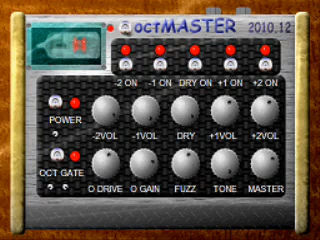 octMASTER 2010.12
-2 ON -1 ON DRY ON +1 ON +2 ON
POWER
-2VOL -1VOL DRY +1VOL +2VOL
OCT GATE
O DRIVE O GAIN FUZZ TONE MASTER